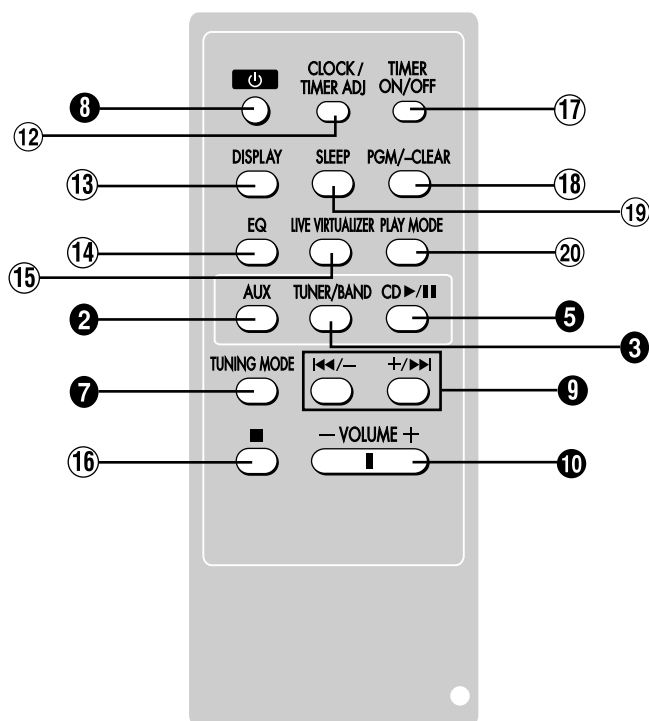 CLOCK / TIMER
TIMER ADJ ON/OFF
8
12
17
DISPLAY SLEEP PGM/–CLEAR
13
18
19
EQ LIVE VIRTUALIZER PLAY MODE
14
20
15
AUX TUNER/BAND CD ►/❚❚
2
5
3
TUNING MODE |◄◄/– +/►►|
7
9
■ – VOLUME +
16
10